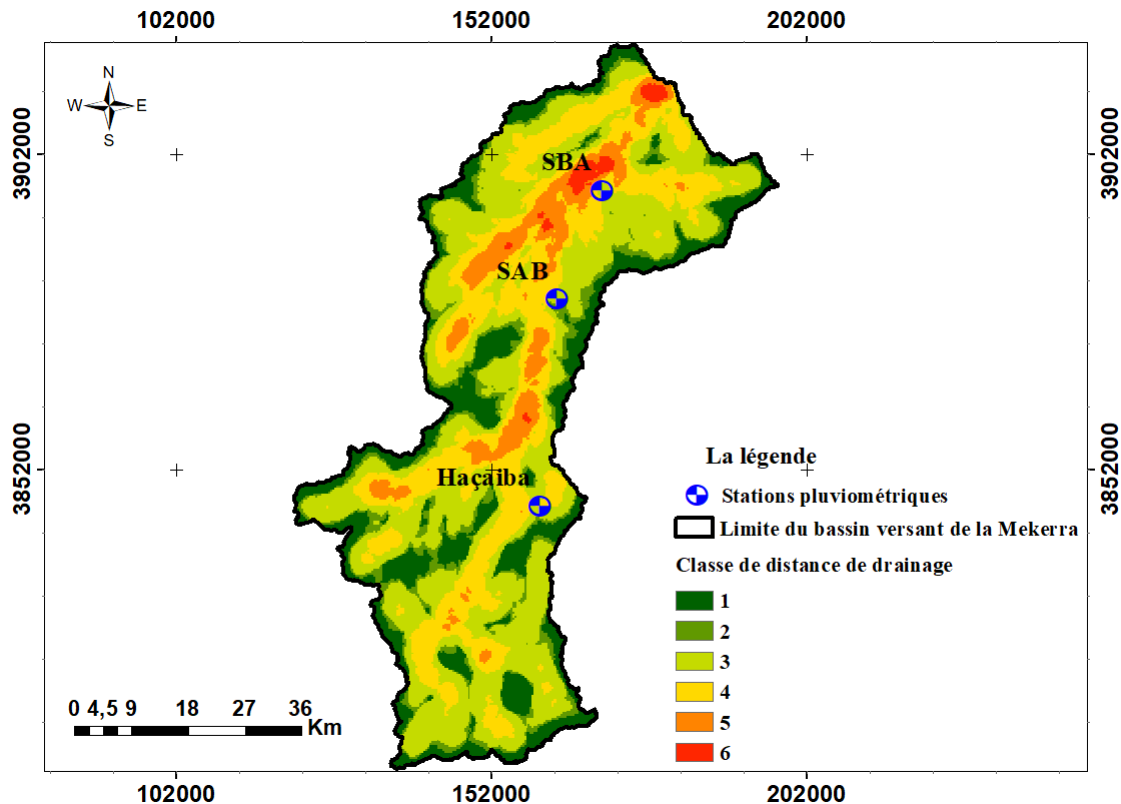 102000 152000 202000
N
W E
S
3902000 3902000
SBA
SAB
3852000 3852000
Haçaiba
La légende
Stations pluviométriques
Limite du bassin versant de la Mekerra
Classe de distance de drainage
1
2
3
4
5
6
0 4,5 9 18 27 36
Km
102000 152000 202000